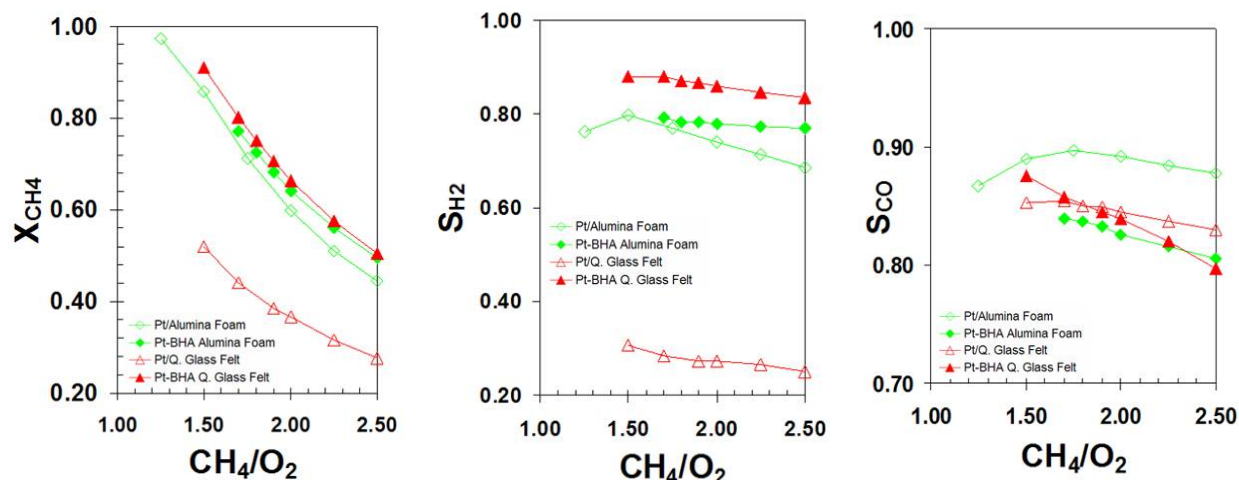 1.00
0.80
0.60
0.40
0.20
XCH4
Pt/Alumina Foam
Pt-BHA Alumina Foam
Pt/Q. Glass Felt
Pt-BHA Q. Glass Felt
1.00 1.50 2.00 2.50
CH4/O2
1.00
0.80
0.60
0.40
0.20
SH2
Pt/Alumina Foam
Pt-BHA Alumina Foam
Pt/Q. Glass Felt
Pt-BHA Q. Glass Felt
1.00 1.50 2.00 2.50
CH4/O2
1.00
0.90
0.80
0.70
SCO
Pt/Alumina Foam
Pt-BHA Alumina Foam
Pt/Q. Glass Felt
Pt-BHA Q. Glass Felt
1.00 1.50 2.00 2.50
CH4/O2